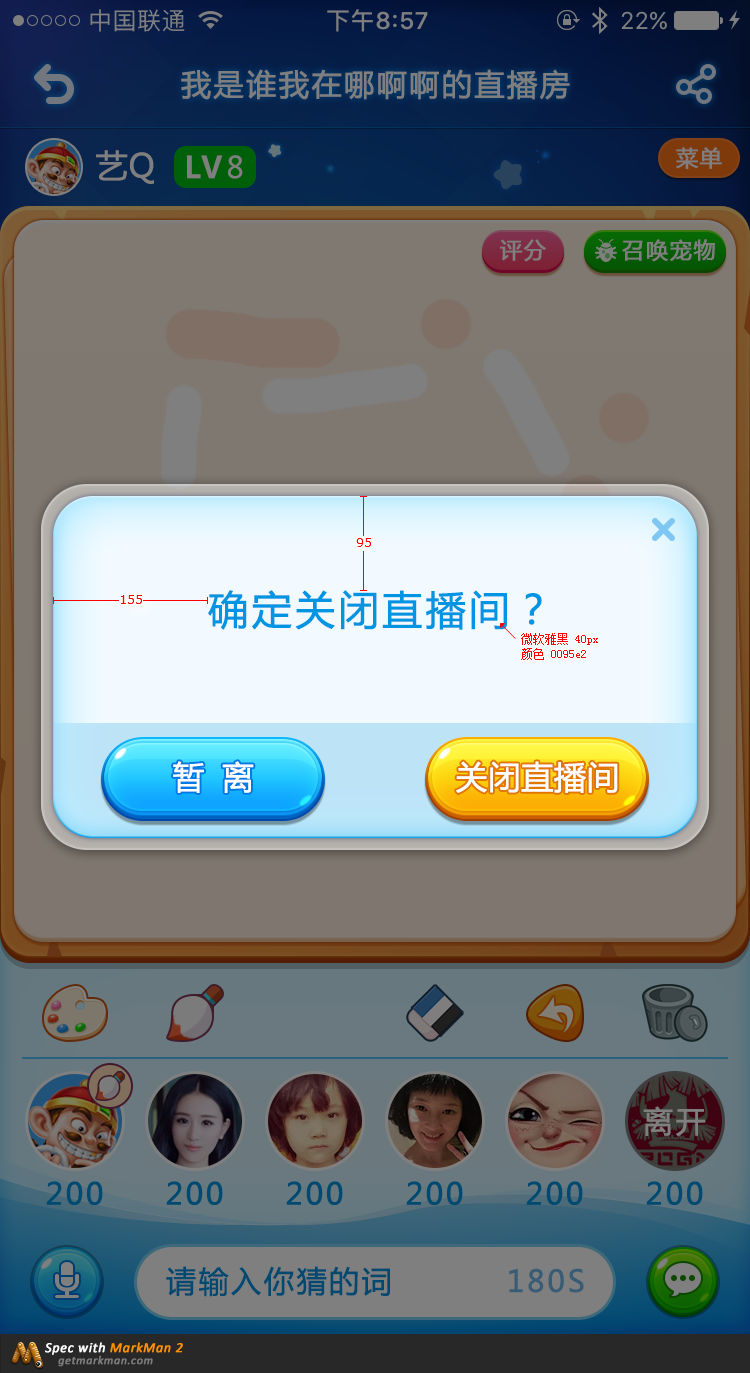 中国联通
下午8:57
22%
我是谁我在哪啊啊的直播房
艺Q
LV8
菜单
评分
召唤宠物
95
155
确定关闭直播间？
微软雅黑 40px
颜色 0095e2
暂 离
关闭直播间
离开
200
200
200
200
200
200
请输入你猜的词
180S
Spec with MarkMan 2
getmarkman.com